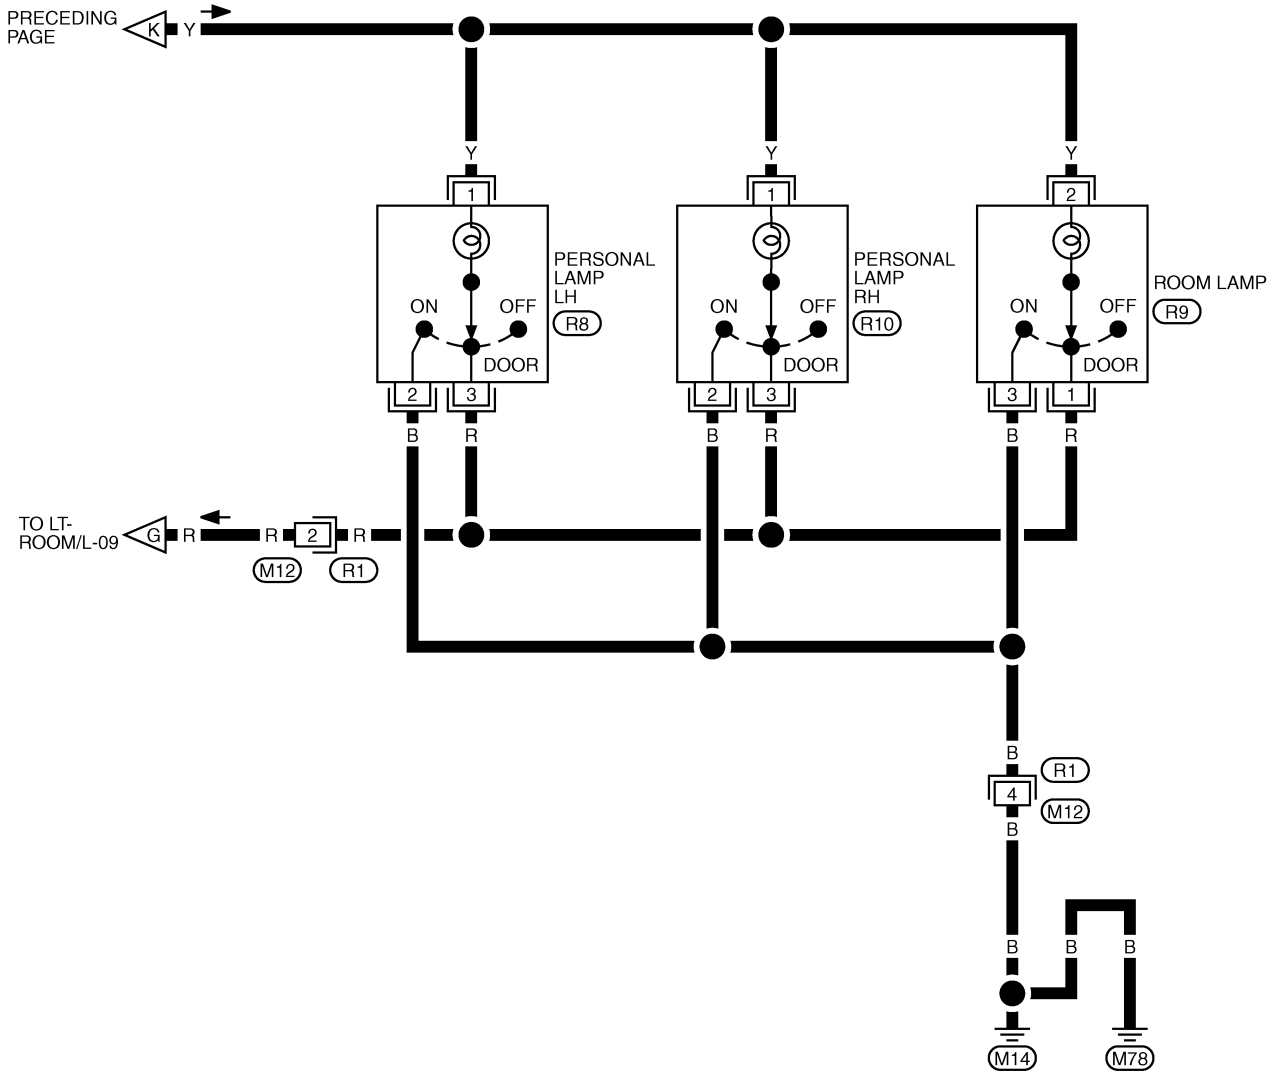 PRECEDING
PAGE
K
Y
Y
Y
Y
1
1
2
PERSONAL
LAMP
LH
R8
PERSONAL
LAMP
RH
R10
ROOM LAMP
R9
ON
OFF
DOOR
ON
OFF
DOOR
ON
OFF
DOOR
2
3
2
3
3
1
B
R
B
R
B
R
TO LT-
ROOM/L-09
G
R
R
2
R
M12
R1
B
R1
4
M12
B
B
B
B
M14
M78